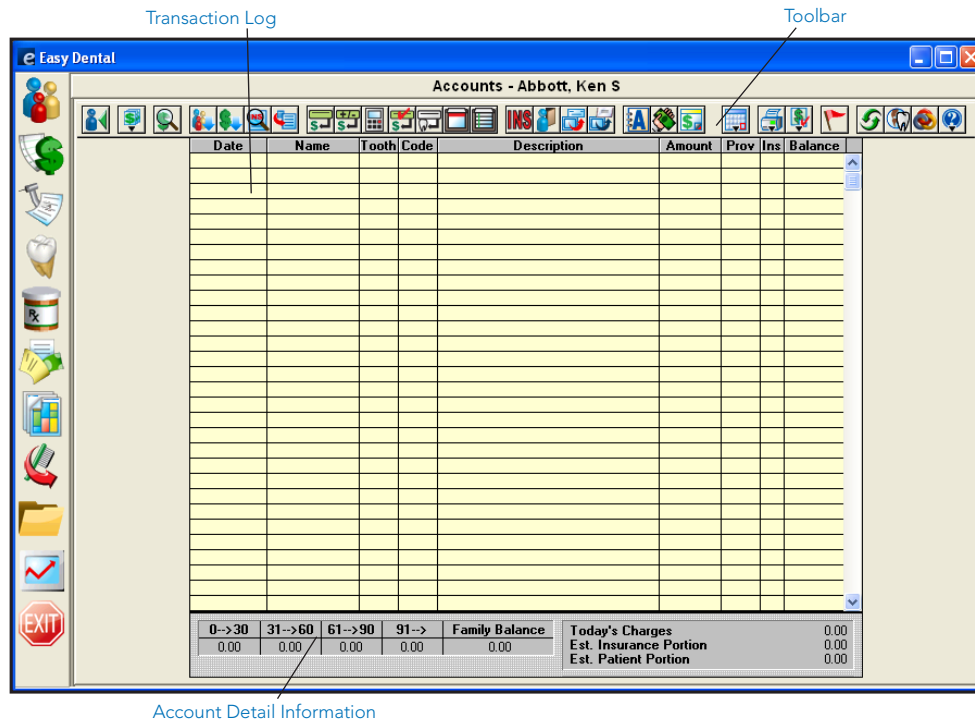 Transaction Log
Toolbar
e Easy Dental
Accounts - Abbott, Ken S
INS
INS
A
Date Name Tooth Code Description Amount Prov Ins Balance
Rx
EXIT
0-->30 31-->60 61-->90 91--> Family Balance
0.00 0.00 0.00 0.00 0.00
Today's Charges 0.00
Est. Insurance Portion 0.00
Est. Patient Portion 0.00
Account Detail Information